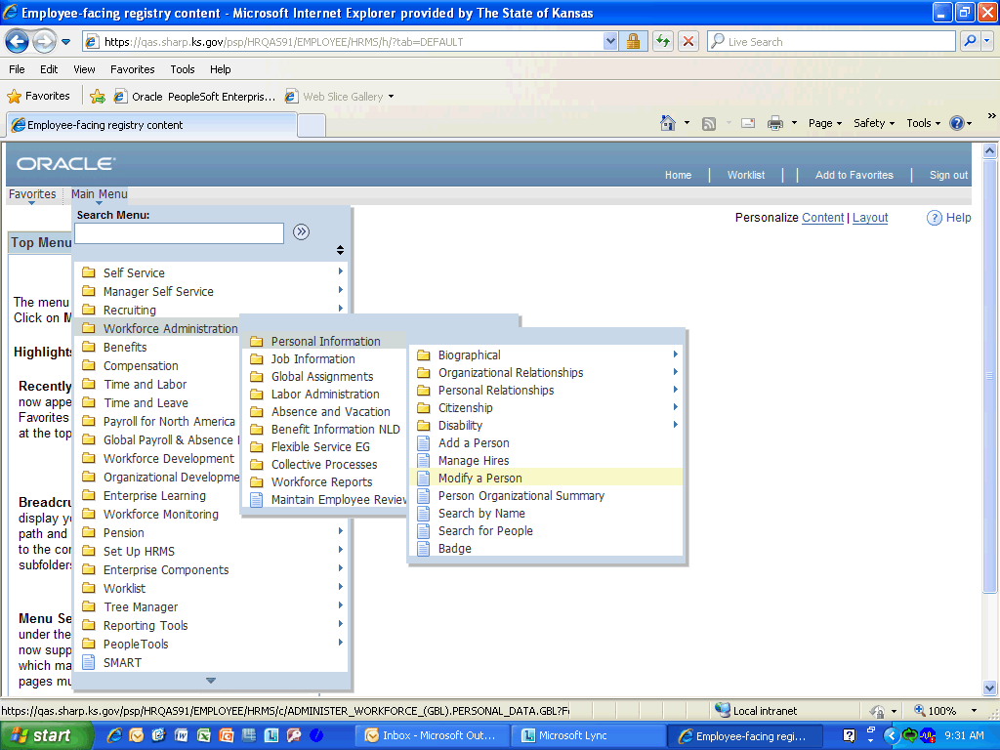 Employee-facing registry content - Microsoft Internet Explorer provided by The State of Kansas
https://qas.sharp.ks.gov/psp/HRQAS91/EMPLOYEE/HRMS/h/?tab=DEFAULT
Live Search
File Edit View Favorites Tools Help
Favorites Oracle PeopleSoft Enterpris... Web Slice Gallery
Employee-facing registry content
Page Safety Tools »
ORACLE®
Home | Worklist | | Add to Favorites | Sign out
Favorites Main Menu
Search Menu:
Personalize Content | Layout Help
Top Menu
Self Service
Manager Self Service
Recruiting
Workforce Administration
Benefits
Compensation
Time and Labor
Time and Leave
Payroll for North America
Global Payroll & Absence
Workforce Development
Organizational Developme
Enterprise Learning
Workforce Monitoring
Pension
Set Up HRMS
Enterprise Components
Worklist
Tree Manager
Reporting Tools
PeopleTools
SMART
Personal Information
Job Information
Global Assignments
Labor Administration
Absence and Vacation
Benefit Information NLD
Flexible Service EG
Collective Processes
Workforce Reports
Maintain Employee Review
Biographical
Organizational Relationships
Personal Relationships
Citizenship
Disability
Add a Person
Manage Hires
Modify a Person
Person Organizational Summary
Search by Name
Search for People
Badge
The menu
Click on M
Highlights
Recently
now appe
Favorites
at the top
Breadcru
display yo
path and
to the con
subfolders
Menu Se
under the
now supp
which ma
pages mu
https://qas.sharp.ks.gov/psp/HRQAS91/EMPLOYEE/HRMS/c/ADMINISTER_WORKFORCE_(GBL).PERSONAL_DATA.GBL?F
Local intranet
100%
start
Inbox - Microsoft Out...
Microsoft Lync
Employee-facing regi...
9:31 AM